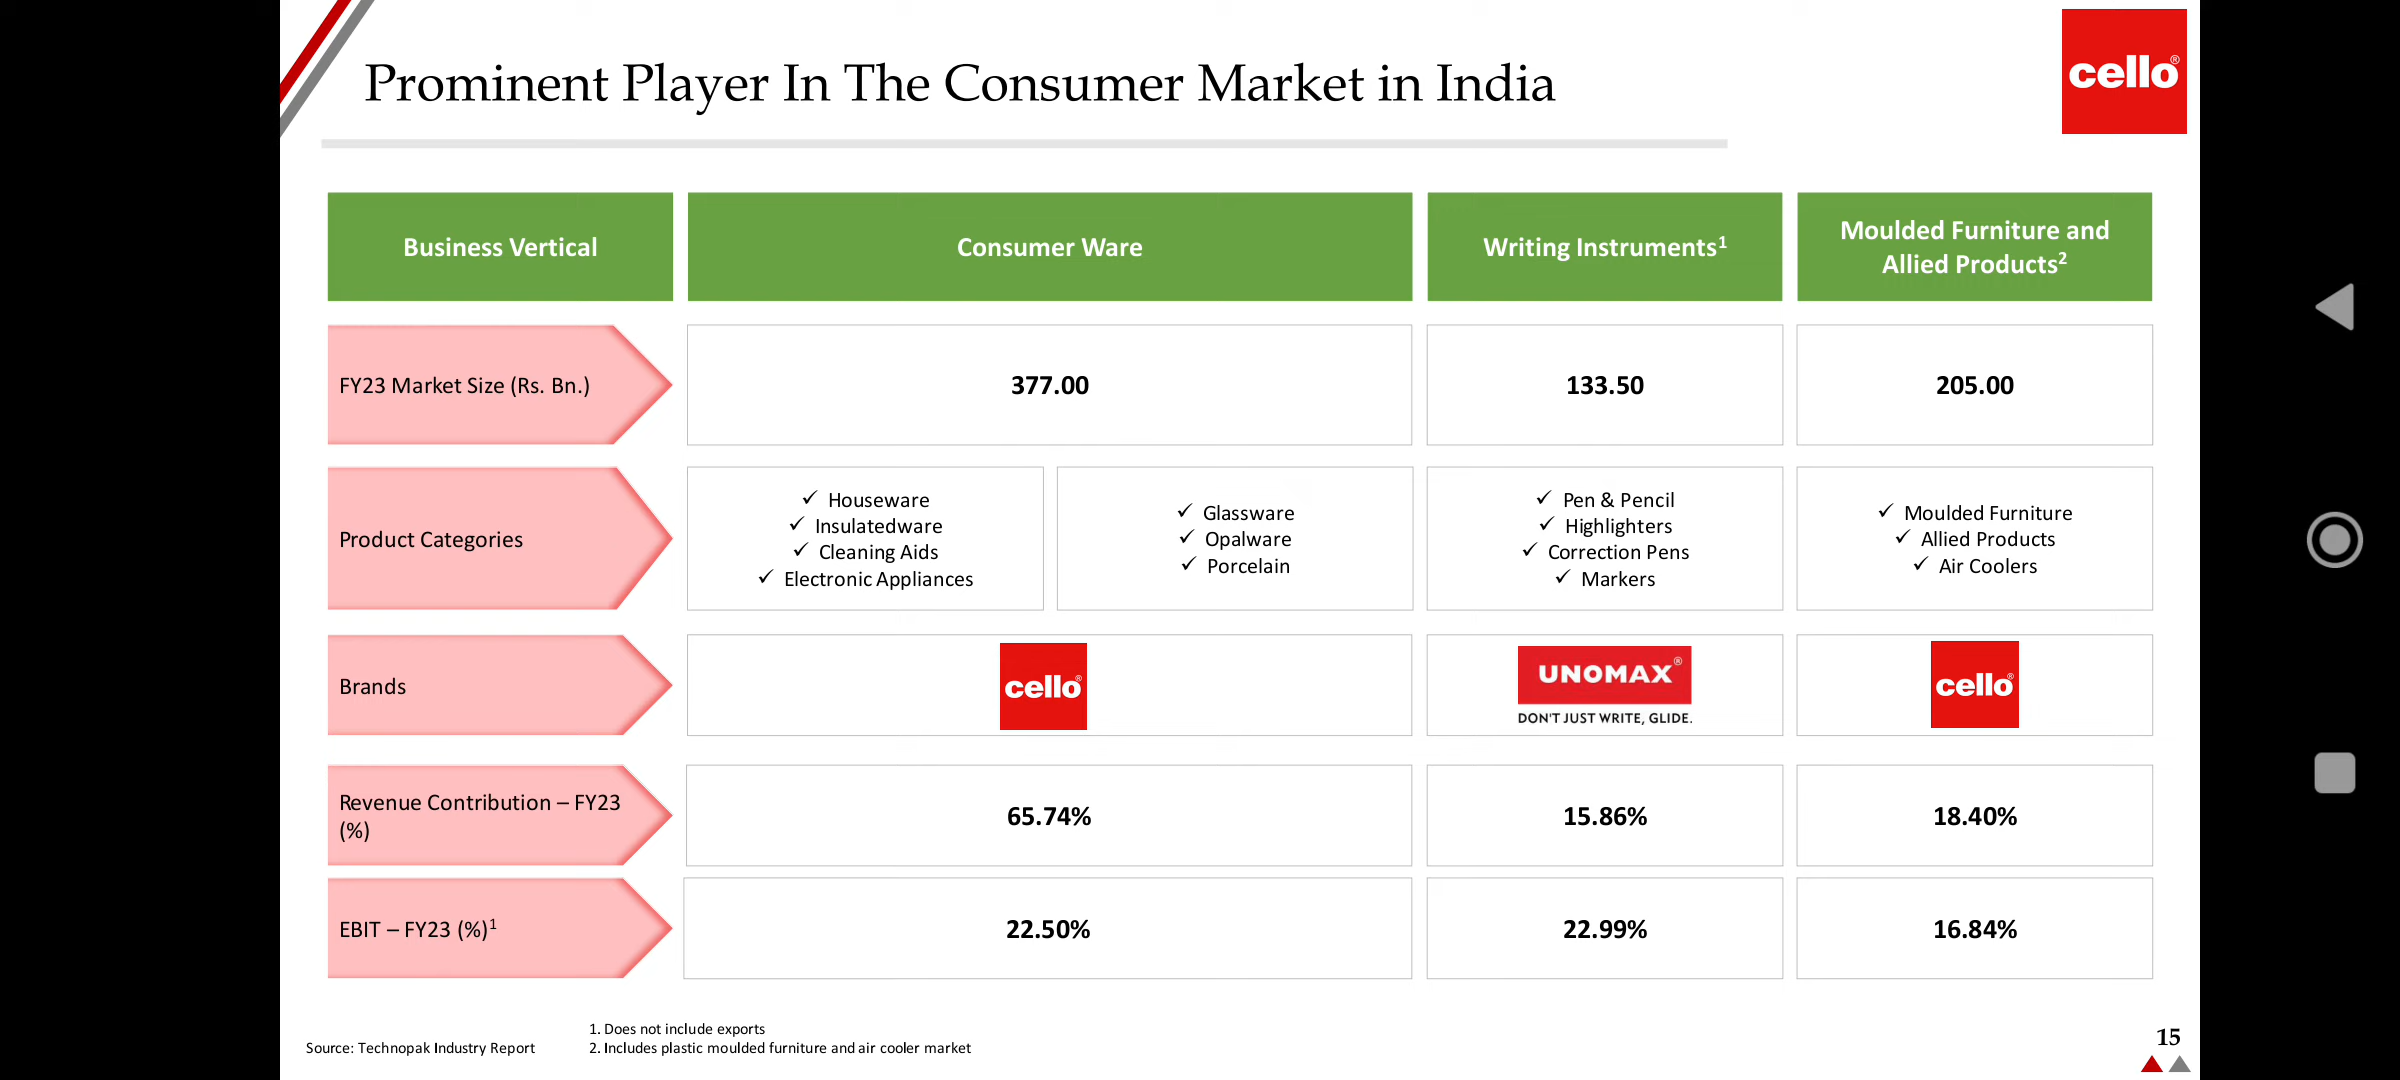 Prominent Player In The Consumer Market in India
cello®
Business Vertical
Consumer Ware
Writing Instruments¹
Moulded Furniture and
Allied Products²
FY23 Market Size (Rs. Bn.)
377.00
133.50
205.00
Product Categories
✓ Houseware
✓ Insulatedware
✓ Cleaning Aids
✓ Electronic Appliances
✓ Glassware
✓ Opalware
✓ Porcelain
✓ Pen & Pencil
✓ Highlighters
✓ Correction Pens
✓ Markers
✓ Moulded Furniture
✓ Allied Products
✓ Air Coolers
Brands
cello®
UNOMAX®
DON'T JUST WRITE, GLIDE.
cello®
Revenue Contribution – FY23
(%)
65.74%
15.86%
18.40%
EBIT – FY23 (%)¹
22.50%
22.99%
16.84%
Source: Technopak Industry Report
1. Does not include exports
2. Includes plastic moulded furniture and air cooler market
15